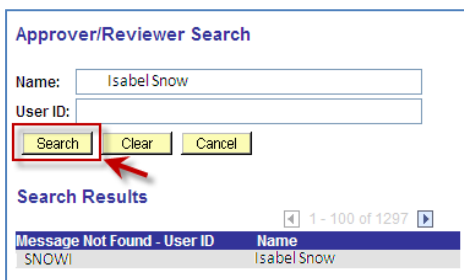 Approver/Reviewer Search
Name: Isabel Snow
User ID:
Search Clear Cancel
Search Results
1 - 100 of 1297
Message Not Found - User ID Name
SNOWI Isabel Snow